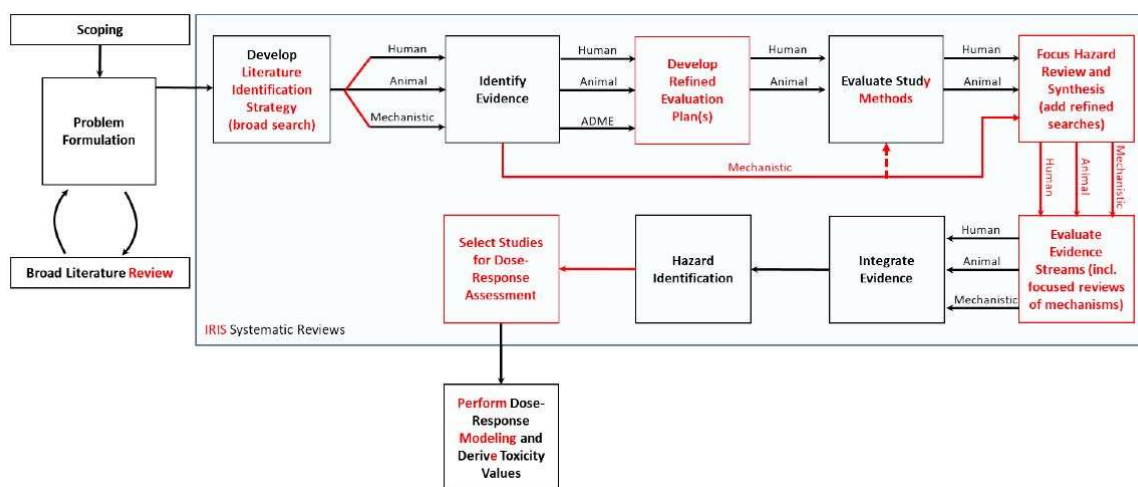 Scoping
Problem
Formulation
Broad Literature Review
Develop
Literature
Identification
Strategy
(broad search)
Human
Animal
Mechanistic
Identify
Evidence
Human
Animal
ADME
Develop
Refined
Evaluation
Plan(s)
Human
Animal
Evaluate Study
Methods
Human
Animal
Focus Hazard
Review and
Synthesis
(add refined
searches)
Mechanistic
Human
Animal
Mechanistic
Evaluate
Evidence
Streams (incl.
focused reviews
of mechanisms)
Human
Animal
Mechanistic
Integrate
Evidence
Hazard
Identification
Select Studies
for Dose-
Response
Assessment
IRIS Systematic Reviews
Perform Dose-
Response
Modeling and
Derive Toxicity
Values